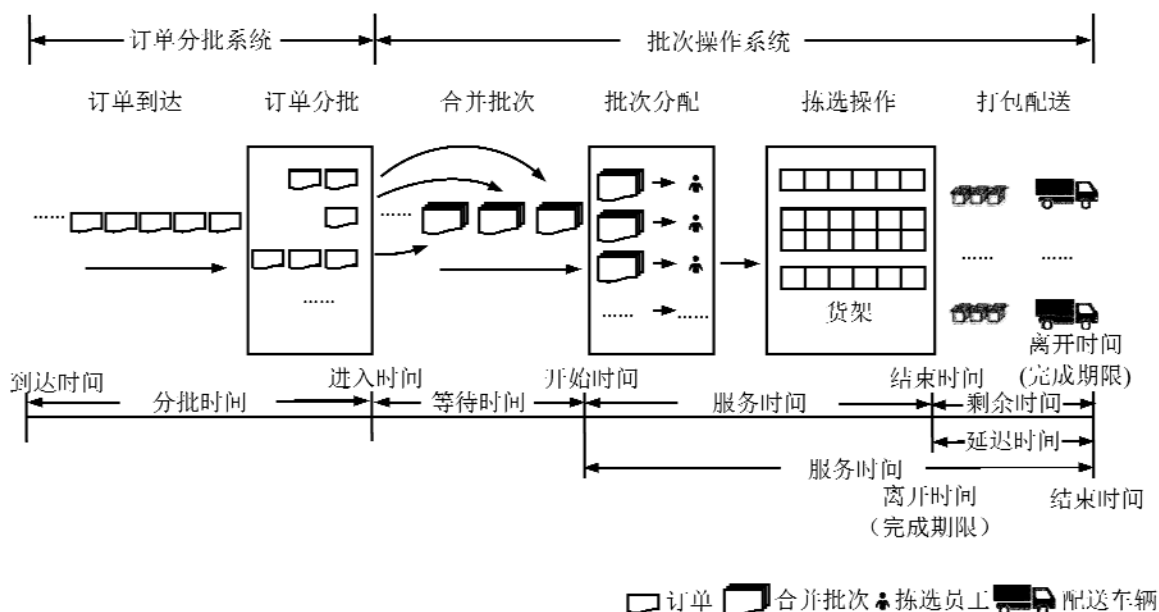 订单分批系统 批次操作系统
订单到达 订单分批 合并批次 批次分配 拣选操作 打包配送
…… …… …… ……
…… …… ……
货架
离开时间
到达时间 进入时间 开始时间 结束时间 (完成期限)
分批时间 等待时间 服务时间 剩余时间
延迟时间
服务时间
离开时间 结束时间
（完成期限）
订单 合并批次 拣选员工 配送车辆